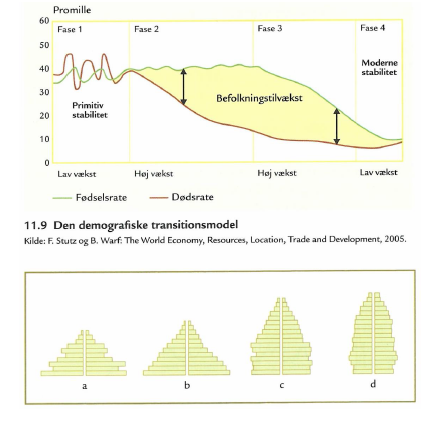 Promille
60
50
40
30
20
10
0
Fase 1
Fase 2
Fase 3
Fase 4
Primitiv
stabilitet
Befolkningstilvækst
Moderne
stabilitet
Lav vækst
Høj vækst
Høj vækst
Lav vækst
Fødselsrate
Dødsrate
11.9 Den demografiske transitionsmodel
Kilde: F. Stutz og B. Warf: The World Economy, Resources, Location, Trade and Development, 2005.
a
b
c
d